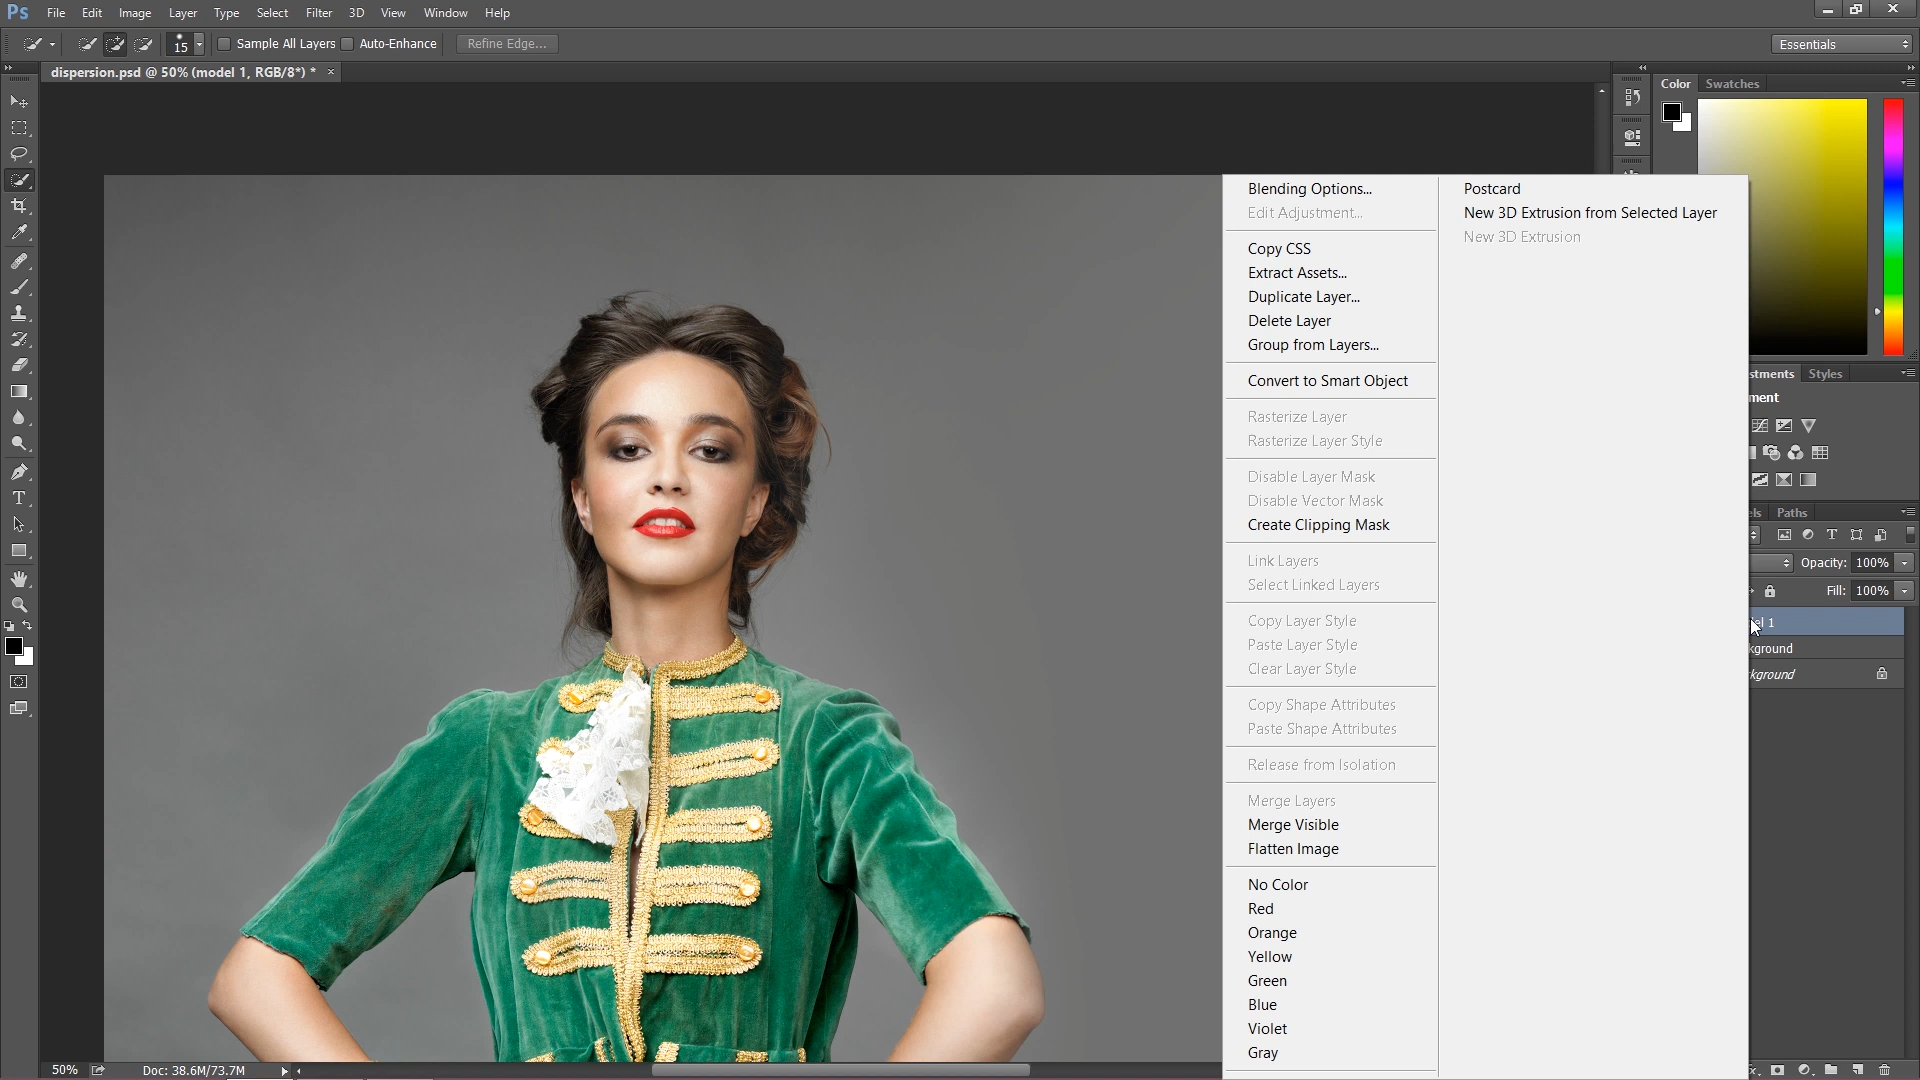 Ps File Edit Image Layer Type Select Filter 3D View Window Help
15 Sample All Layers Auto-Enhance Refine Edge... Essentials
dispersion.psd @ 50% (model 1, RGB/8*) * ×
Color Swatches
Blending Options...
Edit Adjustment...
Copy CSS
Extract Assets...
Duplicate Layer...
Delete Layer
Group from Layers...
Convert to Smart Object
Rasterize Layer
Rasterize Layer Style
Disable Layer Mask
Disable Vector Mask
Create Clipping Mask
Link Layers
Select Linked Layers
Copy Layer Style
Paste Layer Style
Clear Layer Style
Copy Shape Attributes
Paste Shape Attributes
Release from Isolation
Merge Layers
Merge Visible
Flatten Image
No Color
Red
Orange
Yellow
Green
Blue
Violet
Gray
Postcard
New 3D Extrusion from Selected Layer
New 3D Extrusion
stments Styles
ment
els Paths
Opacity: 100%
Fill: 100%
el 1
kground
kground
50% Doc: 38.6M/73.7M